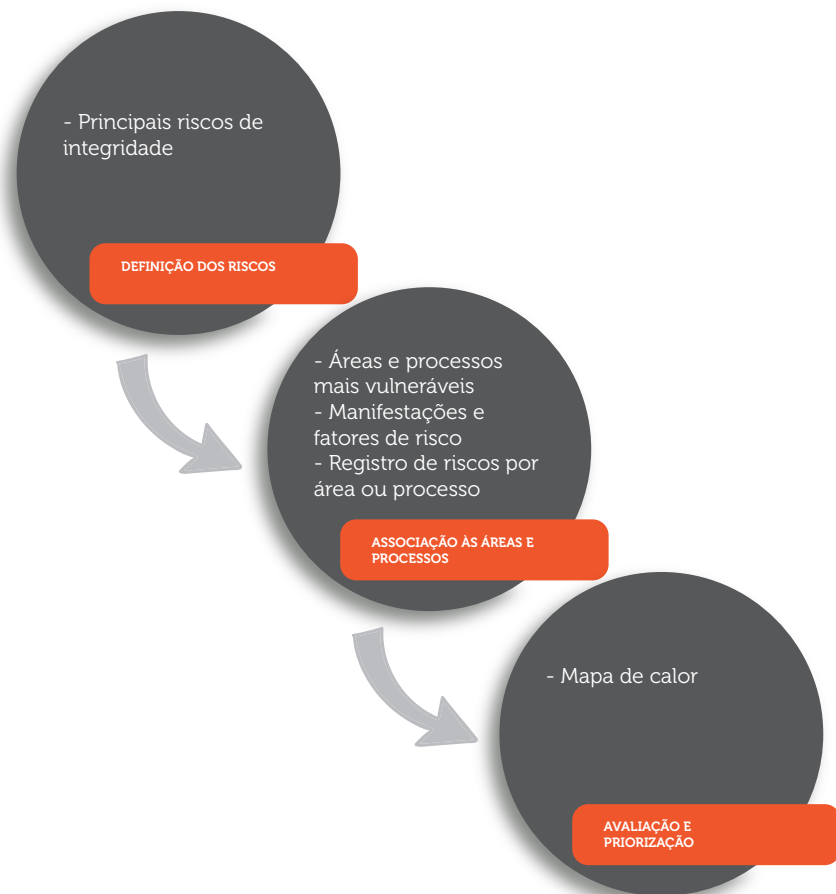 - Principais riscos de
integridade
DEFINIÇÃO DOS RISCOS
- Áreas e processos
mais vulneráveis
- Manifestações e
fatores de risco
- Registro de riscos por
área ou processo
ASSOCIAÇÃO ÀS ÁREAS E
PROCESSOS
- Mapa de calor
AVALIAÇÃO E
PRIORIZAÇÃO